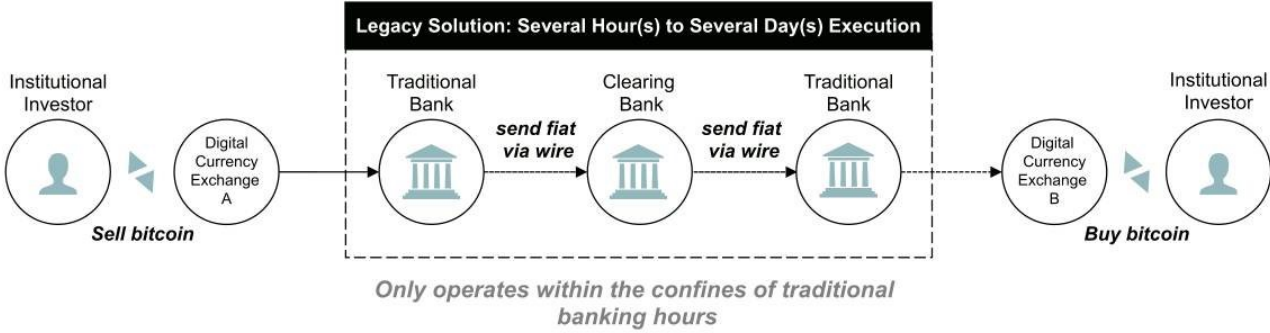 Legacy Solution: Several Hour(s) to Several Day(s) Execution
Institutional
Investor
Digital
Currency
Exchange
A
Sell bitcoin
Traditional
Bank
send fiat
via wire
Clearing
Bank
send fiat
via wire
Traditional
Bank
Digital
Currency
Exchange
B
Institutional
Investor
Buy bitcoin
Only operates within the confines of traditional
banking hours